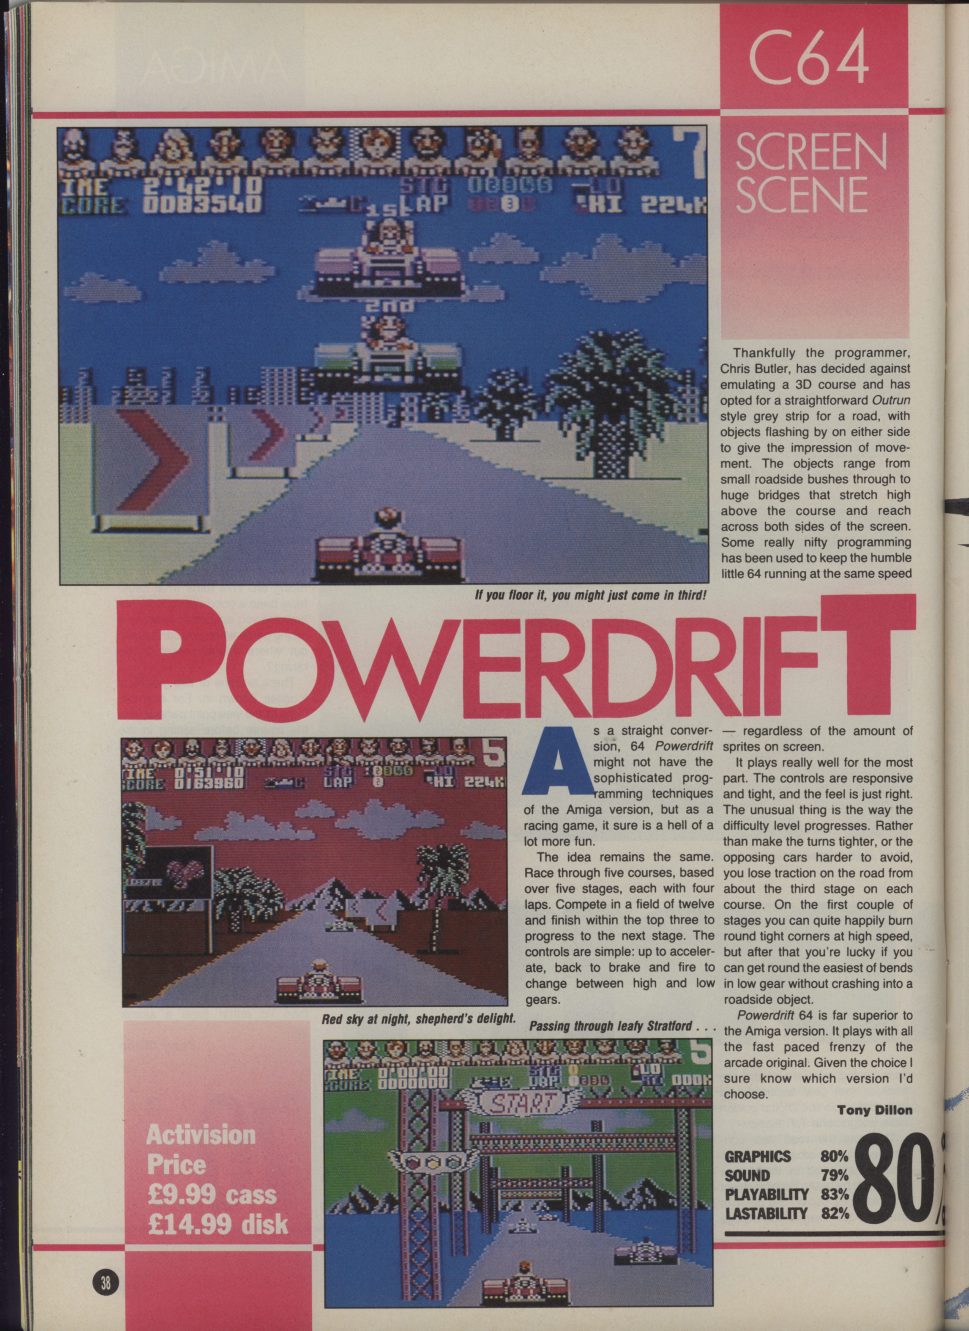 C64
SCREEN
SCENE
7
TIME 2'42'10 STG
SCORE 0083540 LAP 3 HI 224K
1st
2nd
If you floor it, you might just come in third!
Thankfully the programmer,
Chris Butler, has decided against
emulating a 3D course and has
opted for a straightforward Outrun
style grey strip for a road, with
objects flashing by on either side
to give the impression of move-
ment. The objects range from
small roadside bushes through to
huge bridges that stretch high
above the course and reach
across both sides of the screen.
Some really nifty programming
has been used to keep the humble
little 64 running at the same speed
POWERDRIFT
5
TIME 0'51'10 STG
SCORE 0163960 LAP HI 224K
Red sky at night, shepherd's delight.
As a straight conver-
sion, 64 Powerdrift
might not have the
sophisticated prog-
ramming techniques
of the Amiga version, but as a
racing game, it sure is a hell of a
lot more fun.
The idea remains the same.
Race through five courses, based
over five stages, each with four
laps. Compete in a field of twelve
and finish within the top three to
progress to the next stage. The
controls are simple: up to acceler-
ate, back to brake and fire to
change between high and low
gears.
Passing through leafy Stratford . . .
— regardless of the amount of
sprites on screen.
It plays really well for the most
part. The controls are responsive
and tight, and the feel is just right.
The unusual thing is the way the
difficulty level progresses. Rather
than make the turns tighter, or the
opposing cars harder to avoid,
you lose traction on the road from
about the third stage on each
course. On the first couple of
stages you can quite happily burn
round tight corners at high speed,
but after that you're lucky if you
can get round the easiest of bends
in low gear without crashing into a
roadside object.
Powerdrift 64 is far superior to
the Amiga version. It plays with all
the fast paced frenzy of the
arcade original. Given the choice I
sure know which version I'd
choose.
Tony Dillon
5
TIME 0'00'00 STG
SCORE 0000000 000K
START
Activision
Price
£9.99 cass
£14.99 disk
GRAPHICS 80%
SOUND 79%
PLAYABILITY 83%
LASTABILITY 82%
80%
38